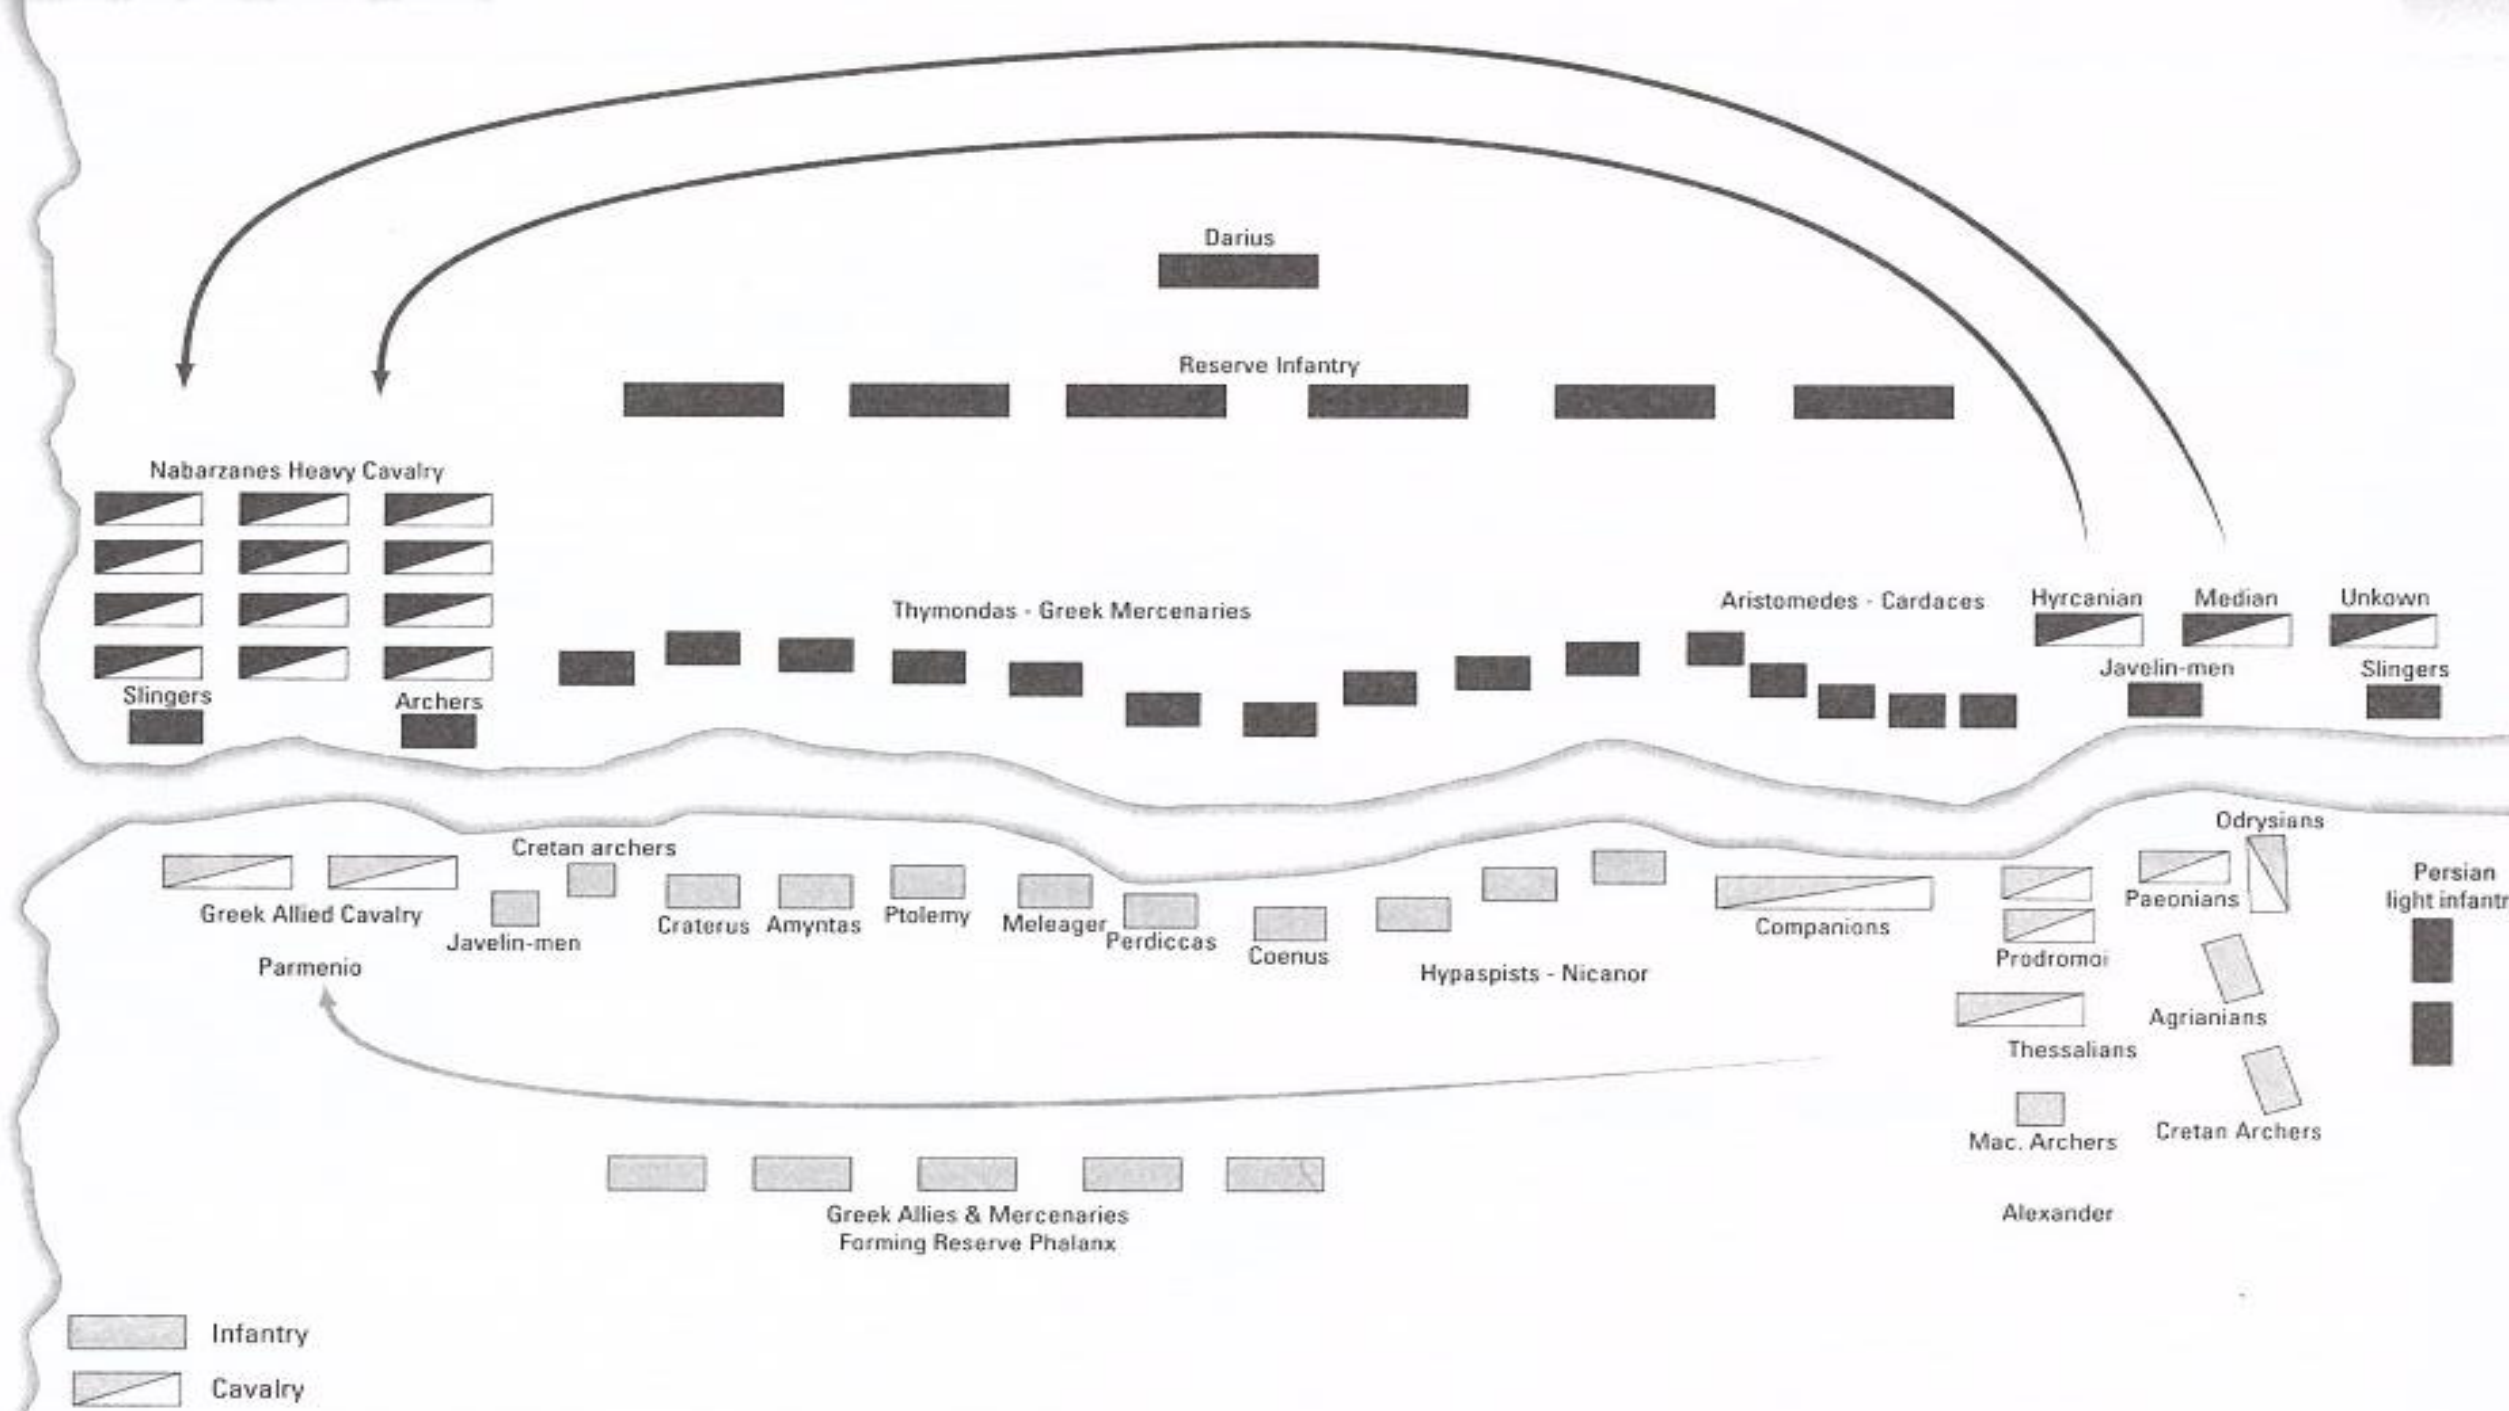 Darius
Reserve Infantry
Nabarzanes Heavy Cavalry
Slingers
Archers
Thymondas - Greek Mercenaries
Aristomedes - Cardaces
Hyrcanian
Median
Unkown
Javelin-men
Slingers
Odrysians
Cretan archers
Greek Allied Cavalry
Javelin-men
Craterus
Amyntas
Ptolemy
Meleager
Perdiccas
Coenus
Hypaspists - Nicanor
Companions
Prodromoi
Paeonians
Persian
light infantr
Parmenio
Agrianians
Thessalians
Mac. Archers
Cretan Archers
Alexander
Greek Allies & Mercenaries
Forming Reserve Phalanx
Infantry
Cavalry